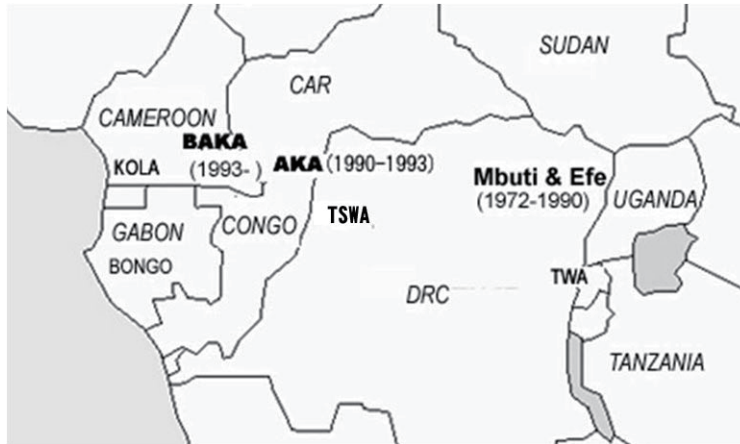 SUDAN
CAR
CAMEROON
BAKA
(1993- )
KOLA
AKA (1990-1993)
Mbuti & Efe
(1972-1990)
UGANDA
TSWA
CONGO
GABON
BONGO
TWA
DRC
TANZANIA